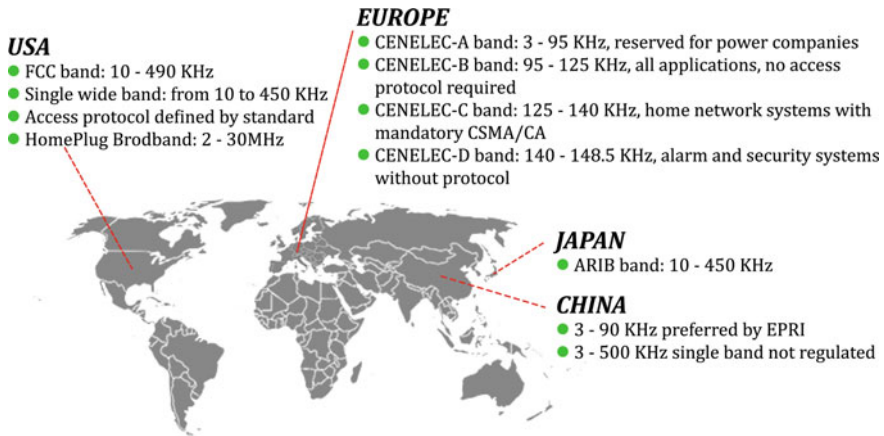 USA
FCC band: 10 - 490 KHz
Single wide band: from 10 to 450 KHz
Access protocol defined by standard
HomePlug Brodband: 2 - 30MHz
EUROPE
CENELEC-A band: 3 - 95 KHz, reserved for power companies
CENELEC-B band: 95 - 125 KHz, all applications, no access
protocol required
CENELEC-C band: 125 - 140 KHz, home network systems with
mandatory CSMA/CA
CENELEC-D band: 140 - 148.5 KHz, alarm and security systems
without protocol
JAPAN
ARIB band: 10 - 450 KHz
CHINA
3 - 90 KHz preferred by EPRI
3 - 500 KHz single band not regulated